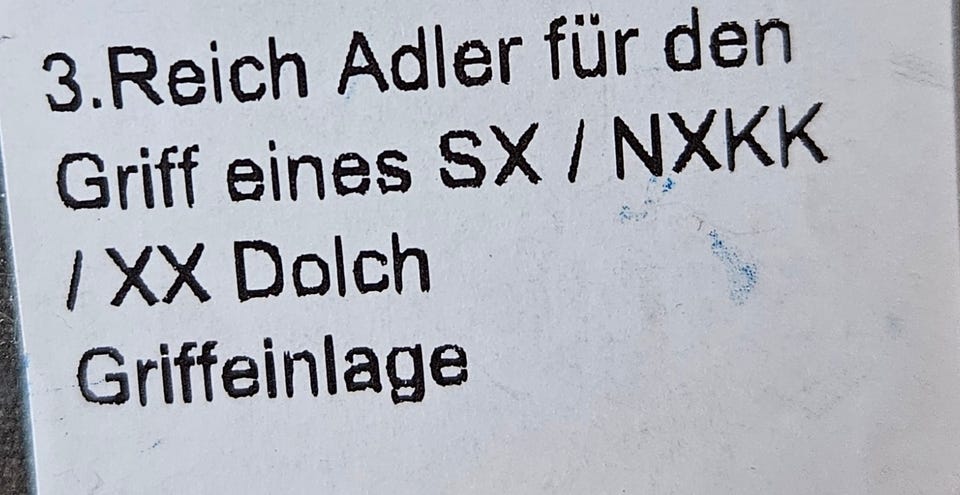 3.Reich Adler für den
Griff eines SX / NXKK
/ XX Dolch
Griffeinlage